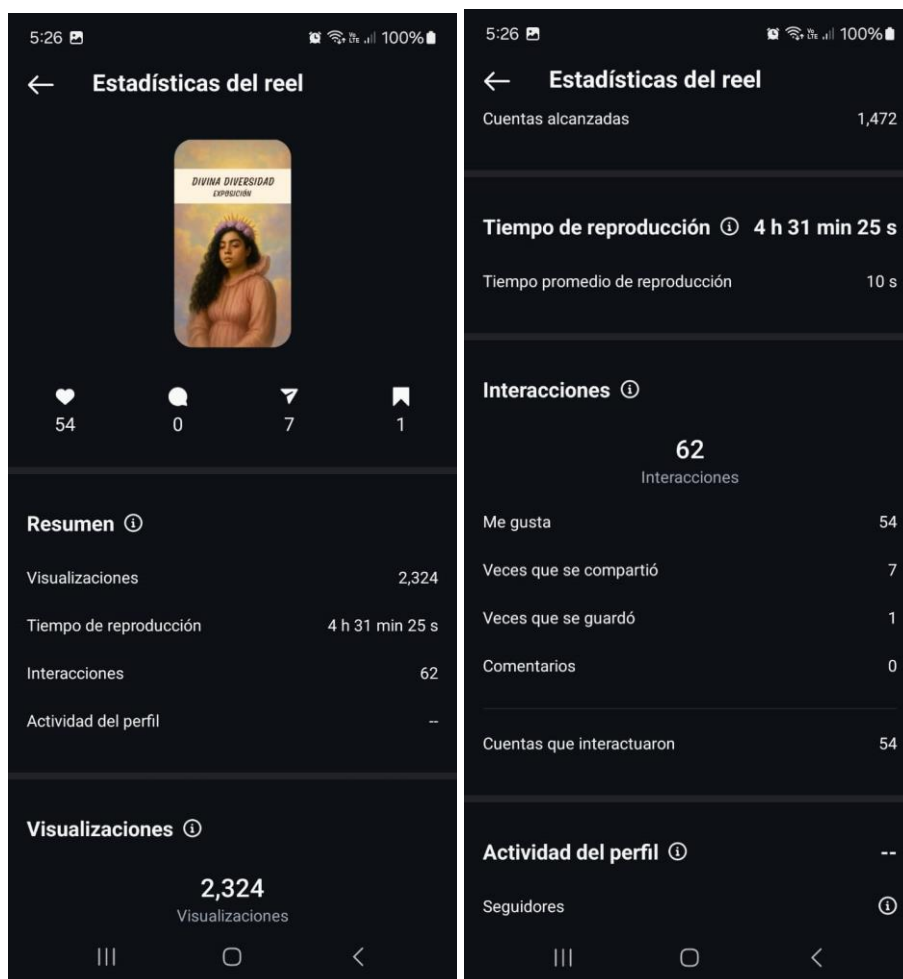 5:26
100%
Estadísticas del reel
DIVINA DIVERSIDAD
EXPOSICIÓN
54 0 7 1
Resumen
Visualizaciones 2,324
Tiempo de reproducción 4 h 31 min 25 s
Interacciones 62
Actividad del perfil --
Visualizaciones
2,324
Visualizaciones
5:26
100%
Estadísticas del reel
Cuentas alcanzadas 1,472
Tiempo de reproducción 4 h 31 min 25 s
Tiempo promedio de reproducción 10 s
Interacciones
62
Interacciones
Me gusta 54
Veces que se compartió 7
Veces que se guardó 1
Comentarios 0
Cuentas que interactuaron 54
Actividad del perfil --
Seguidores